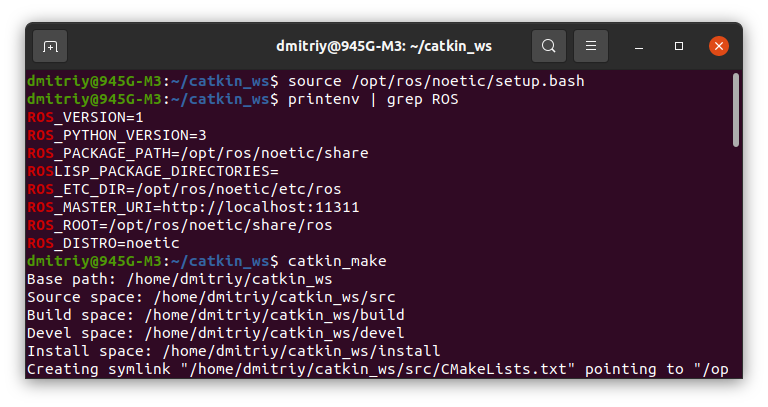 dmitriy@945G-M3: ~/catkin_ws
dmitriy@945G-M3:~/catkin_ws$ source /opt/ros/noetic/setup.bash
dmitriy@945G-M3:~/catkin_ws$ printenv | grep ROS
ROS_VERSION=1
ROS_PYTHON_VERSION=3
ROS_PACKAGE_PATH=/opt/ros/noetic/share
ROSLISP_PACKAGE_DIRECTORIES=
ROS_ETC_DIR=/opt/ros/noetic/etc/ros
ROS_MASTER_URI=http://localhost:11311
ROS_ROOT=/opt/ros/noetic/share/ros
ROS_DISTRO=noetic
dmitriy@945G-M3:~/catkin_ws$ catkin_make
Base path: /home/dmitriy/catkin_ws
Source space: /home/dmitriy/catkin_ws/src
Build space: /home/dmitriy/catkin_ws/build
Devel space: /home/dmitriy/catkin_ws/devel
Install space: /home/dmitriy/catkin_ws/install
Creating symlink "/home/dmitriy/catkin_ws/src/CMakeLists.txt" pointing to "/op